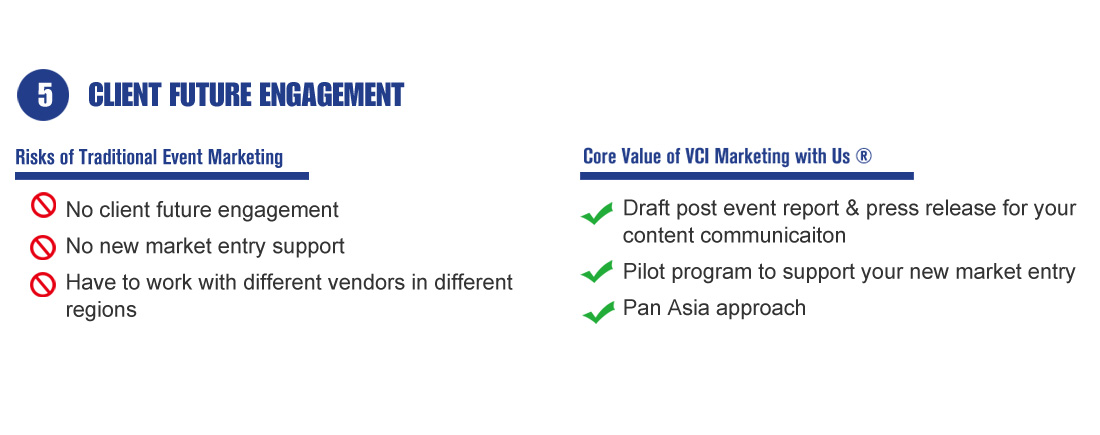 5 CLIENT FUTURE ENGAGEMENT
Risks of Traditional Event Marketing
No client future engagement
No new market entry support
Have to work with different vendors in different
regions
Core Value of VCI Marketing with Us ®
Draft post event report & press release for your
content communicaiton
Pilot program to support your new market entry
Pan Asia approach